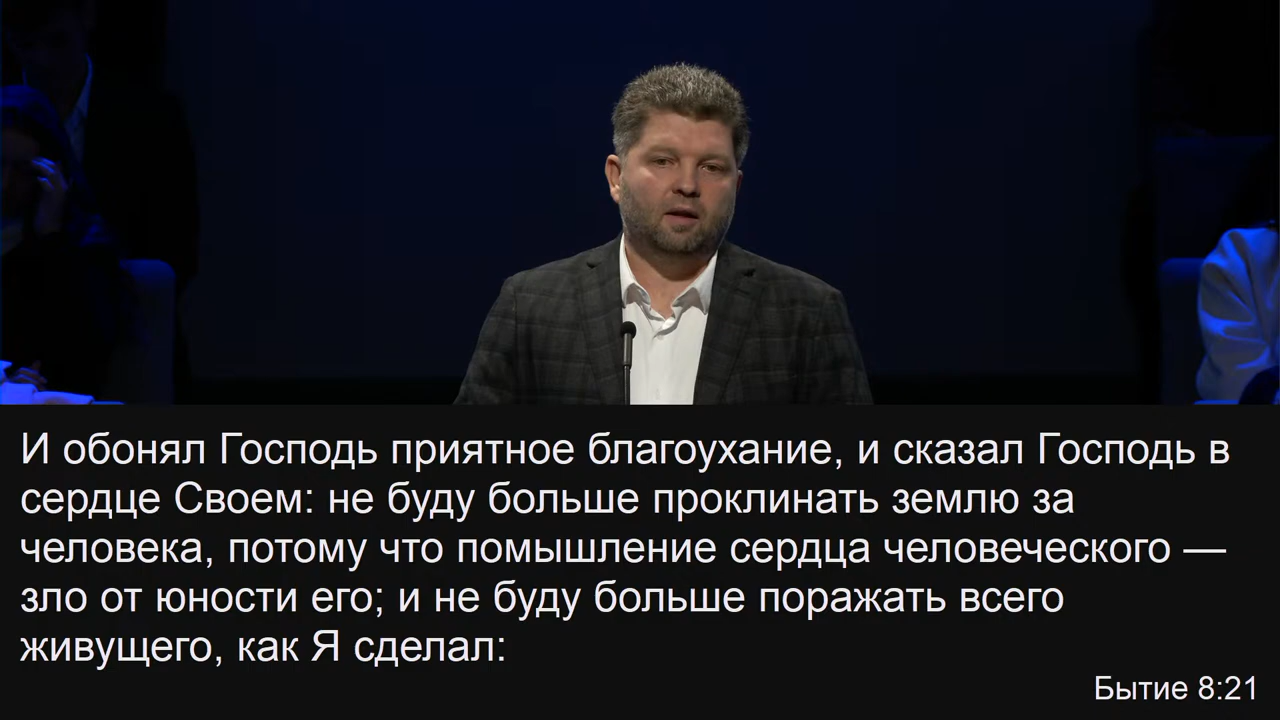 И обонял Господь приятное благоухание, и сказал Господь в
сердце Своем: не буду больше проклинать землю за
человека, потому что помышление сердца человеческого —
зло от юности его; и не буду больше поражать всего
живущего, как Я сделал:
Бытие 8:21